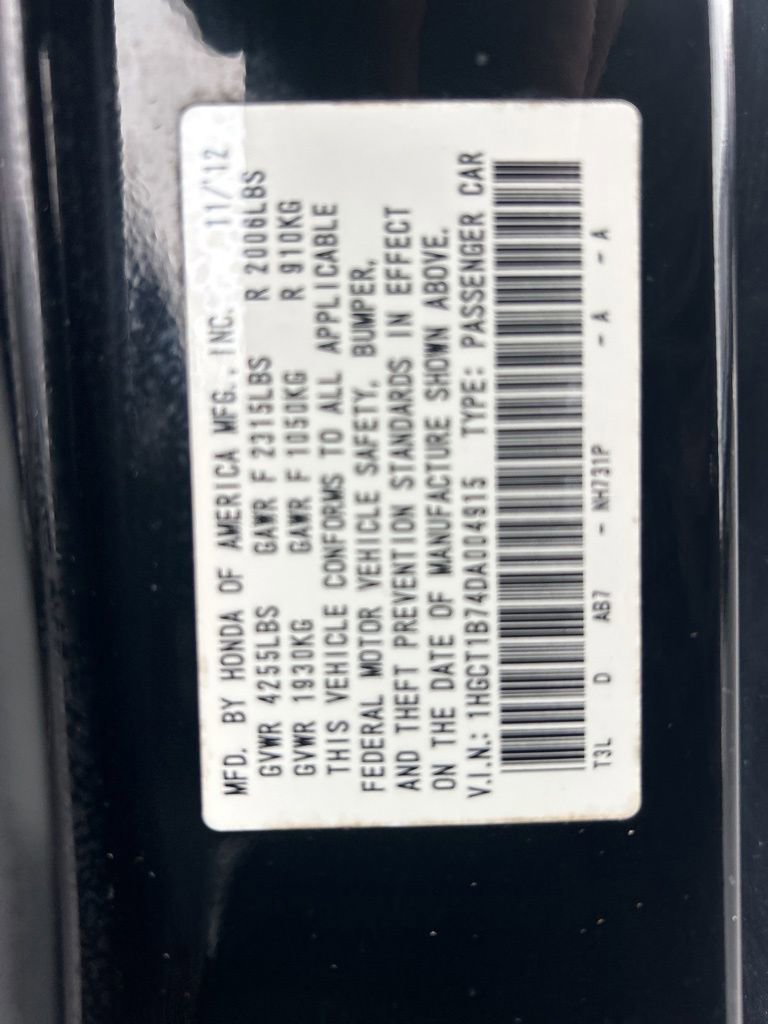 MFD. BY HONDA OF AMERICA MFG., INC. 11/'12
GVWR 4255LBS GAWR F 2315LBS R 2006LBS
GVWR 1930KG GAWR F 1050KG R 910KG
THIS VEHICLE CONFORMS TO ALL APPLICABLE
FEDERAL MOTOR VEHICLE SAFETY, BUMPER,
AND THEFT PREVENTION STANDARDS IN EFFECT
ON THE DATE OF MANUFACTURE SHOWN ABOVE.
V.I.N.: 1HGCT1B74DA004915 TYPE: PASSENGER CAR
T3L D AB7 - NH731P - A - A